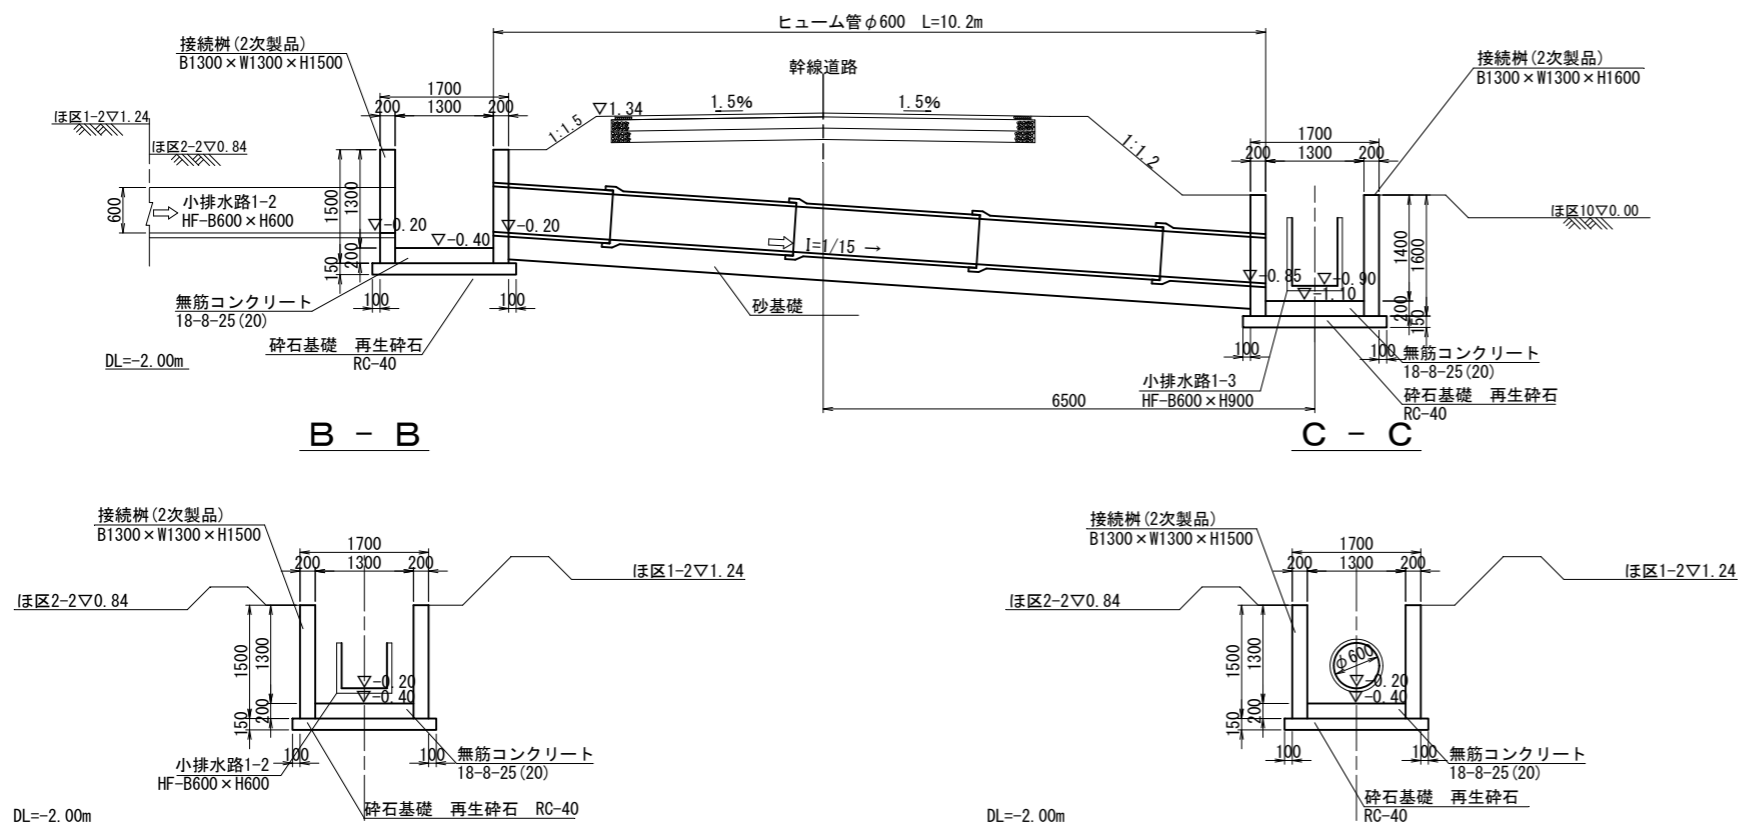 ヒューム管φ600 L=10.2m
接続桝(2次製品)
B1300×W1300×H1500
幹線道路
接続桝(2次製品)
B1300×W1300×H1600
1700
200 1300 200
▽1.34
1.5%
1.5%
1:1.5
1:1.2
1700
200 1300 200
ほ区1-2▽1.24
ほ区2-2▽0.84
600
小排水路1-2
HF-B600×H600
1500
1300
200
150
▽-0.20
▽-0.40
▽-0.20
I=1/15 →
▽-0.85
▽-0.90
▽-1.10
1400
1600
200
150
ほ区10▽0.00
100
100
無筋コンクリート
18-8-25(20)
砂基礎
砕石基礎 再生砕石
RC-40
DL=-2.00m
100
100
無筋コンクリート
18-8-25(20)
小排水路1-3
HF-B600×H900
砕石基礎 再生砕石
RC-40
6500
B - B
C - C
接続桝(2次製品)
B1300×W1300×H1500
1700
200 1300 200
ほ区1-2▽1.24
ほ区2-2▽0.84
1500
1300
200
150
▽-0.20
▽-0.40
100
100
無筋コンクリート
18-8-25(20)
小排水路1-2
HF-B600×H600
砕石基礎 再生砕石 RC-40
DL=-2.00m
接続桝(2次製品)
B1300×W1300×H1500
1700
200 1300 200
ほ区1-2▽1.24
ほ区2-2▽0.84
1500
1300
200
150
φ600
▽-0.20
▽-0.40
100
100
無筋コンクリート
18-8-25(20)
砕石基礎 再生砕石
RC-40
DL=-2.00m